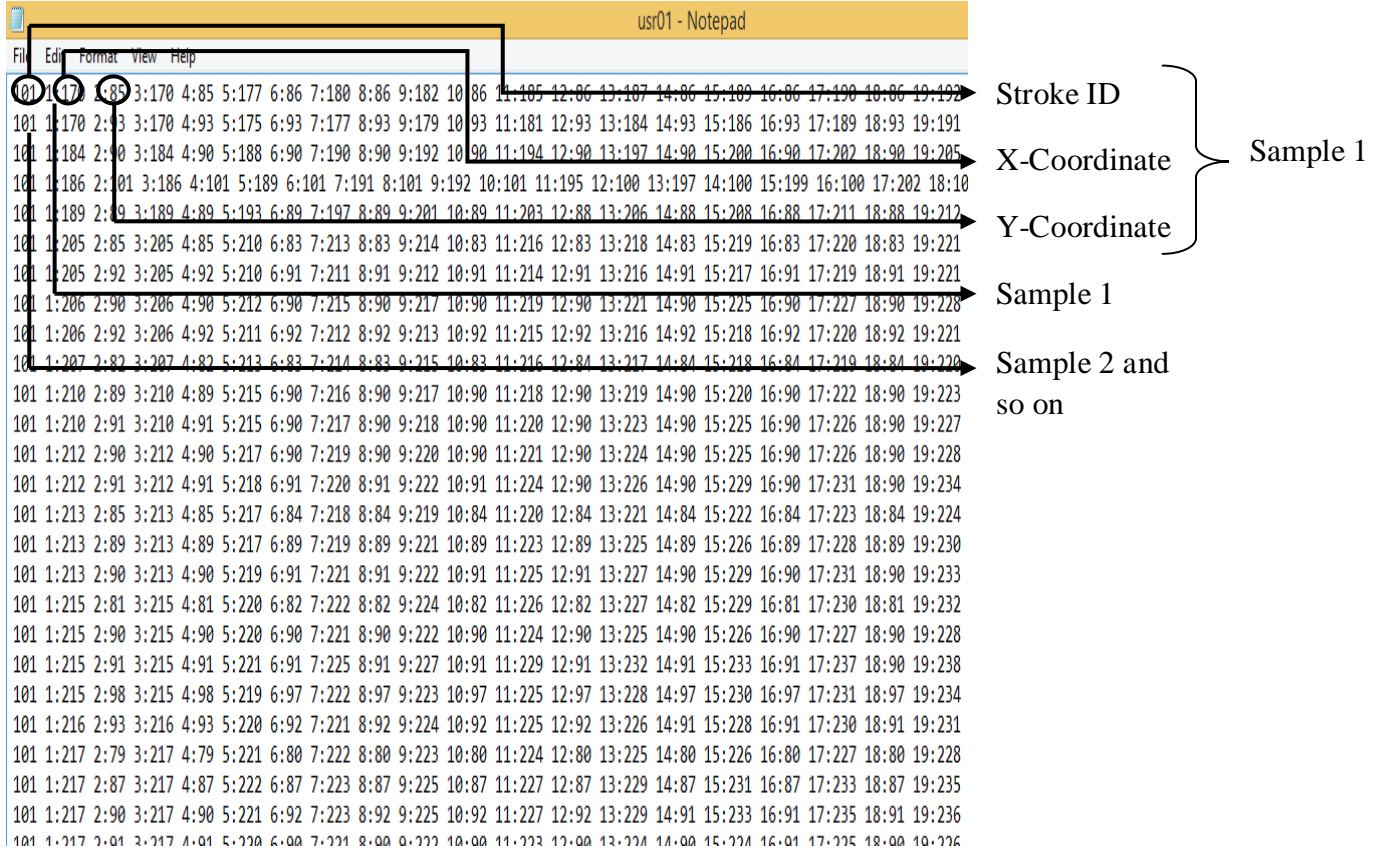 usr01 - Notepad
File Edit Format View Help
101 1:170 2:85 3:170 4:85 5:177 6:86 7:180 8:86 9:182 10:86 11:185 12:86 13:187 14:86 15:189 16:86 17:190 18:86 19:192
Stroke ID
101 1:170 2:93 3:170 4:93 5:175 6:93 7:177 8:93 9:179 10:93 11:181 12:93 13:184 14:93 15:186 16:93 17:189 18:93 19:191
101 1:184 2:90 3:184 4:90 5:188 6:90 7:190 8:90 9:192 10:90 11:194 12:90 13:197 14:90 15:200 16:90 17:202 18:90 19:205
X-Coordinate
Sample 1
101 1:186 2:101 3:186 4:101 5:189 6:101 7:191 8:101 9:192 10:101 11:195 12:100 13:197 14:100 15:199 16:100 17:202 18:10
101 1:189 2:89 3:189 4:89 5:193 6:89 7:197 8:89 9:201 10:89 11:203 12:88 13:206 14:88 15:208 16:88 17:211 18:88 19:212
Y-Coordinate
101 1:205 2:85 3:205 4:85 5:210 6:83 7:213 8:83 9:214 10:83 11:216 12:83 13:218 14:83 15:219 16:83 17:220 18:83 19:221
101 1:205 2:92 3:205 4:92 5:210 6:91 7:211 8:91 9:212 10:91 11:214 12:91 13:216 14:91 15:217 16:91 17:219 18:91 19:221
101 1:206 2:90 3:206 4:90 5:212 6:90 7:215 8:90 9:217 10:90 11:219 12:90 13:221 14:90 15:225 16:90 17:227 18:90 19:228
Sample 1
101 1:206 2:92 3:206 4:92 5:211 6:92 7:212 8:92 9:213 10:92 11:215 12:92 13:216 14:92 15:218 16:92 17:220 18:92 19:221
101 1:207 2:82 3:207 4:82 5:213 6:83 7:214 8:83 9:215 10:83 11:216 12:84 13:217 14:84 15:218 16:84 17:219 18:84 19:220
Sample 2 and
so on
101 1:210 2:89 3:210 4:89 5:215 6:90 7:216 8:90 9:217 10:90 11:218 12:90 13:219 14:90 15:220 16:90 17:222 18:90 19:223
101 1:210 2:91 3:210 4:91 5:215 6:90 7:217 8:90 9:218 10:90 11:220 12:90 13:223 14:90 15:225 16:90 17:226 18:90 19:227
101 1:212 2:90 3:212 4:90 5:217 6:90 7:219 8:90 9:220 10:90 11:221 12:90 13:224 14:90 15:225 16:90 17:226 18:90 19:228
101 1:212 2:91 3:212 4:91 5:218 6:91 7:220 8:91 9:222 10:91 11:224 12:90 13:226 14:90 15:229 16:90 17:231 18:90 19:234
101 1:213 2:85 3:213 4:85 5:217 6:84 7:218 8:84 9:219 10:84 11:220 12:84 13:221 14:84 15:222 16:84 17:223 18:84 19:224
101 1:213 2:89 3:213 4:89 5:217 6:89 7:219 8:89 9:221 10:89 11:223 12:89 13:225 14:89 15:226 16:89 17:228 18:89 19:230
101 1:213 2:90 3:213 4:90 5:219 6:91 7:221 8:91 9:222 10:91 11:225 12:91 13:227 14:90 15:229 16:90 17:231 18:90 19:233
101 1:215 2:81 3:215 4:81 5:220 6:82 7:222 8:82 9:224 10:82 11:226 12:82 13:227 14:82 15:229 16:81 17:230 18:81 19:232
101 1:215 2:90 3:215 4:90 5:220 6:90 7:221 8:90 9:222 10:90 11:224 12:90 13:225 14:90 15:226 16:90 17:227 18:90 19:228
101 1:215 2:91 3:215 4:91 5:221 6:91 7:225 8:91 9:227 10:91 11:229 12:91 13:232 14:91 15:233 16:91 17:237 18:90 19:238
101 1:215 2:98 3:215 4:98 5:219 6:97 7:222 8:97 9:223 10:97 11:225 12:97 13:228 14:97 15:230 16:97 17:231 18:97 19:234
101 1:216 2:93 3:216 4:93 5:220 6:92 7:221 8:92 9:224 10:92 11:225 12:92 13:226 14:91 15:228 16:91 17:230 18:91 19:231
101 1:217 2:79 3:217 4:79 5:221 6:80 7:222 8:80 9:223 10:80 11:224 12:80 13:225 14:80 15:226 16:80 17:227 18:80 19:228
101 1:217 2:87 3:217 4:87 5:222 6:87 7:223 8:87 9:225 10:87 11:227 12:87 13:229 14:87 15:231 16:87 17:233 18:87 19:235
101 1:217 2:90 3:217 4:90 5:221 6:92 7:223 8:92 9:225 10:92 11:227 12:92 13:229 14:91 15:233 16:91 17:235 18:91 19:236
101 1:217 2:91 3:217 4:91 5:220 6:90 7:221 8:90 9:222 10:90 11:223 12:90 13:224 14:90 15:224 16:91 17:225 18:90 19:226